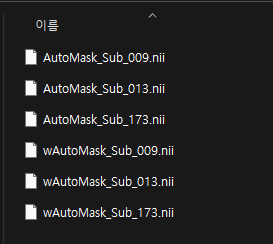 이름
AutoMask_Sub_009.nii
AutoMask_Sub_013.nii
AutoMask_Sub_173.nii
wAutoMask_Sub_009.nii
wAutoMask_Sub_013.nii
wAutoMask_Sub_173.nii